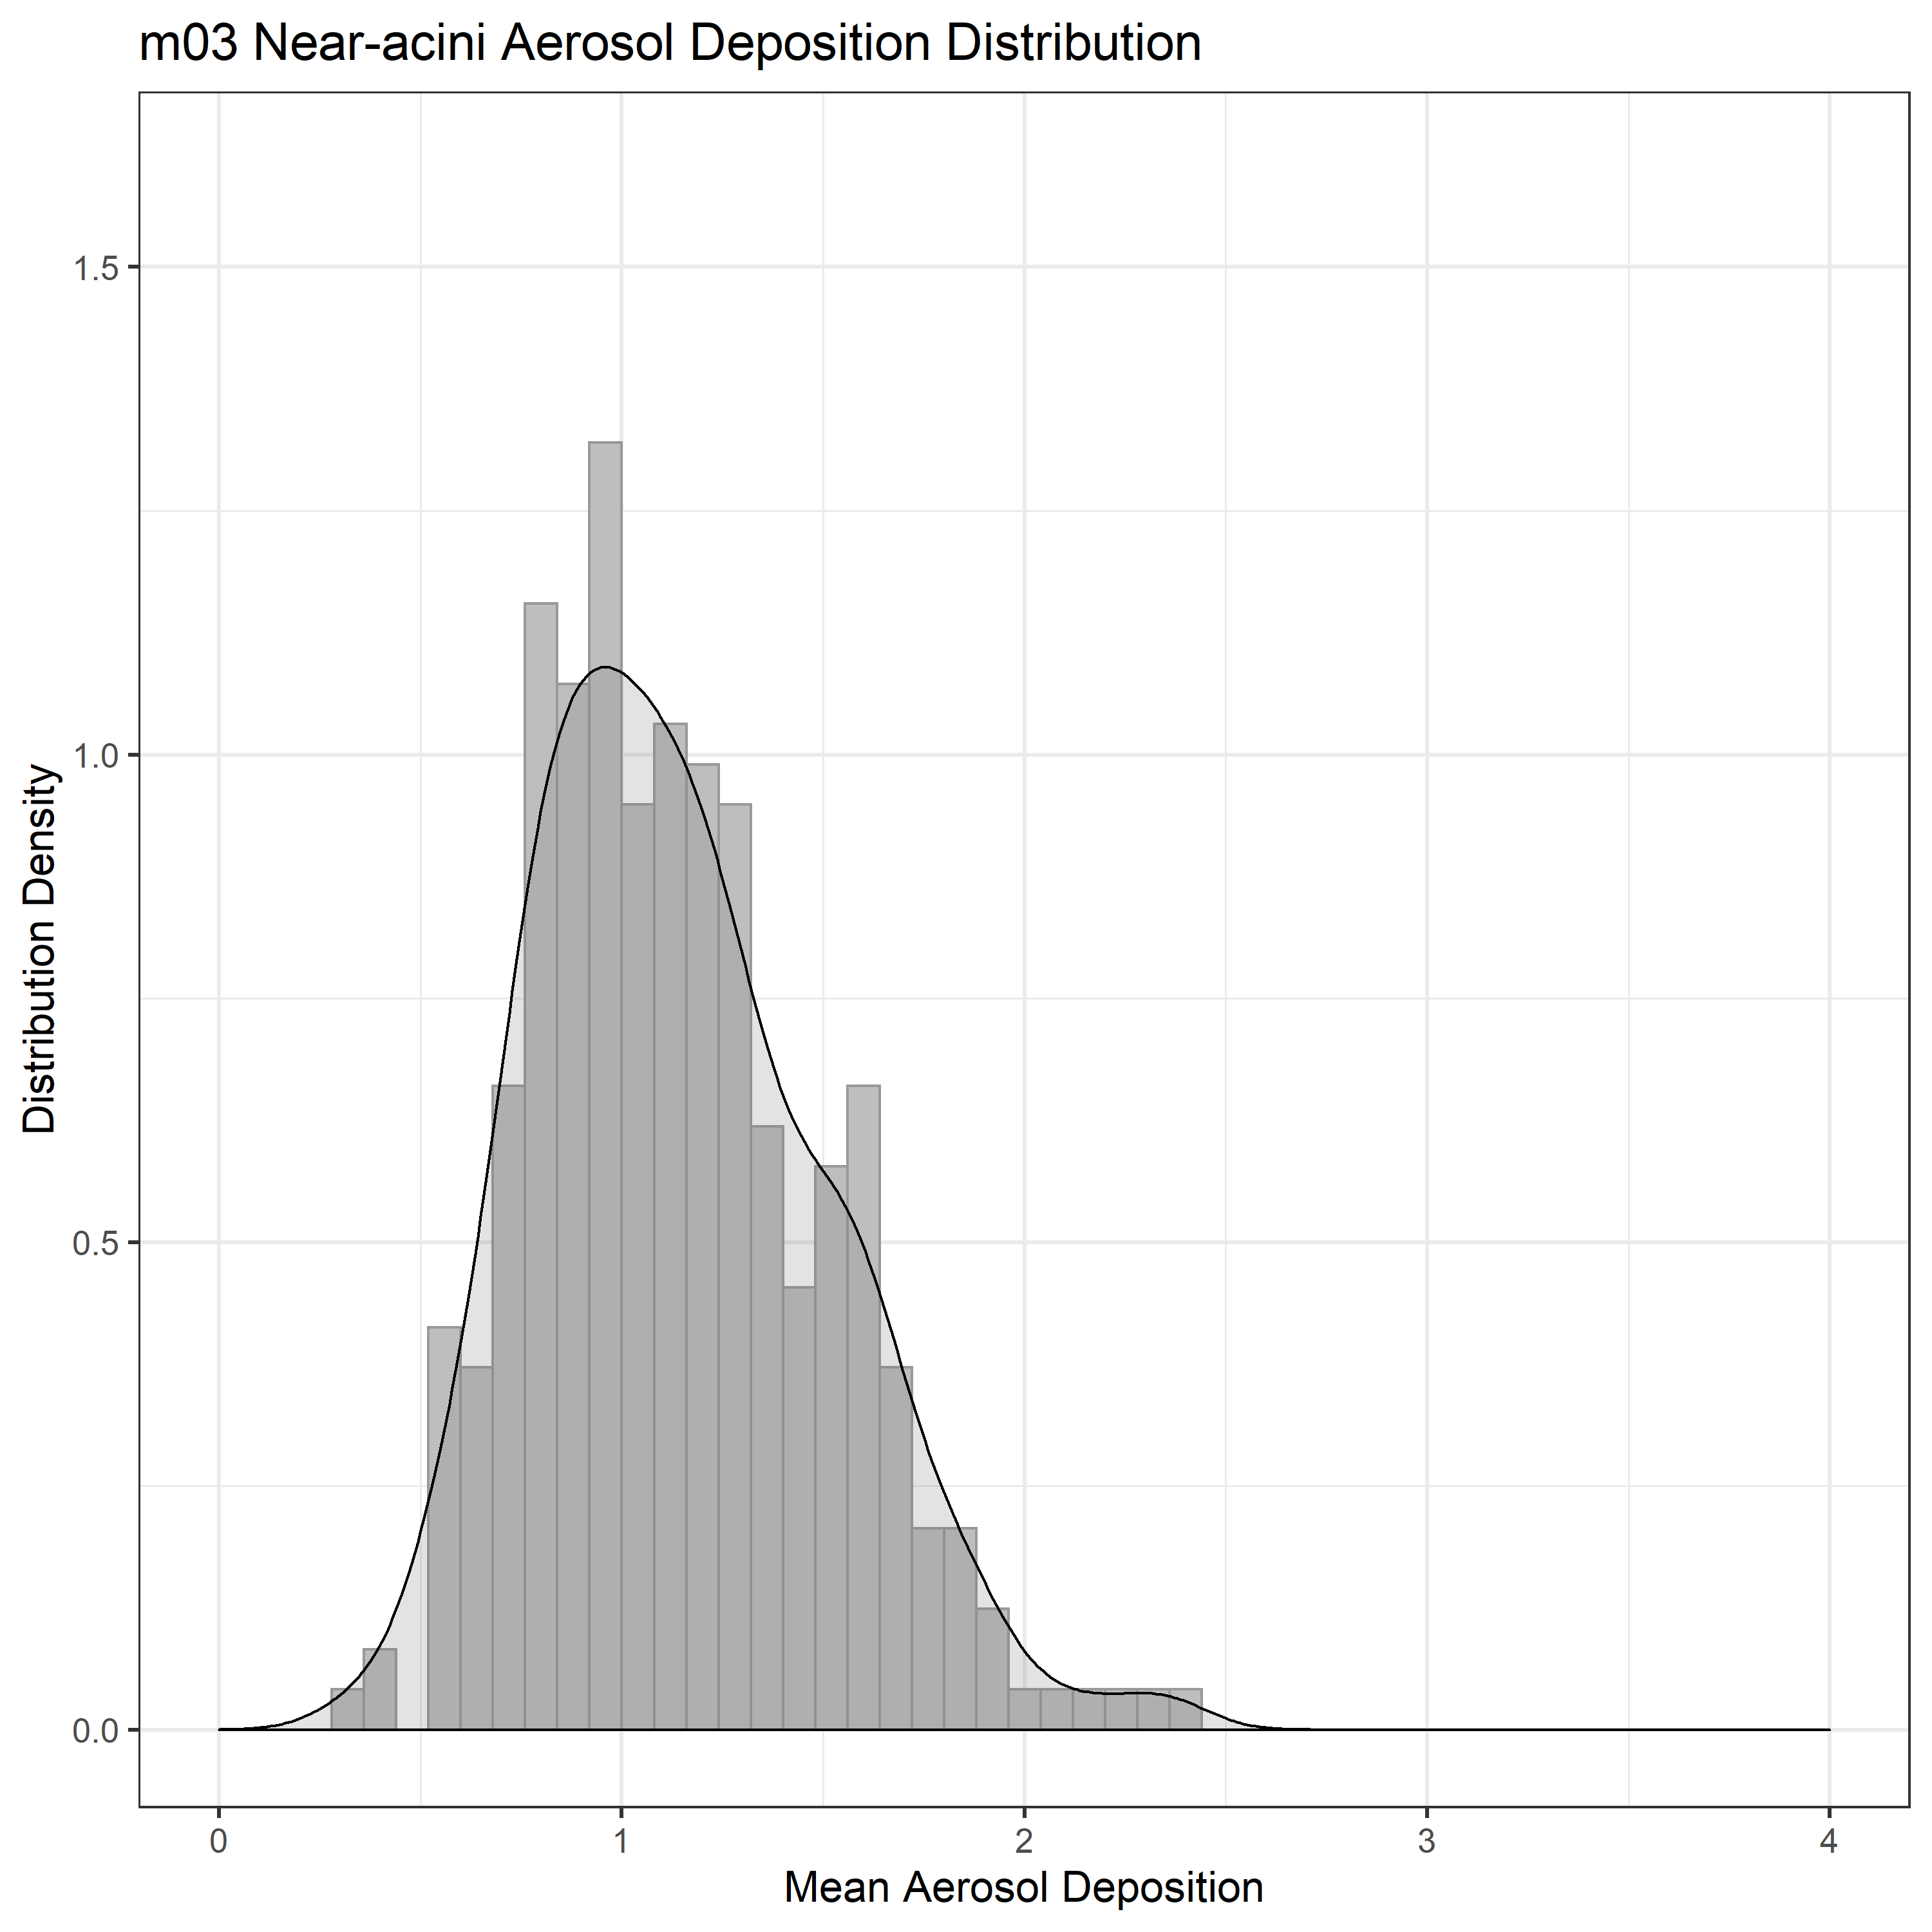 m03 Near-acini Aerosol Deposition Distribution
Distribution Density
1.5
1.0
0.5
0.0
0 1 2 3 4
Mean Aerosol Deposition